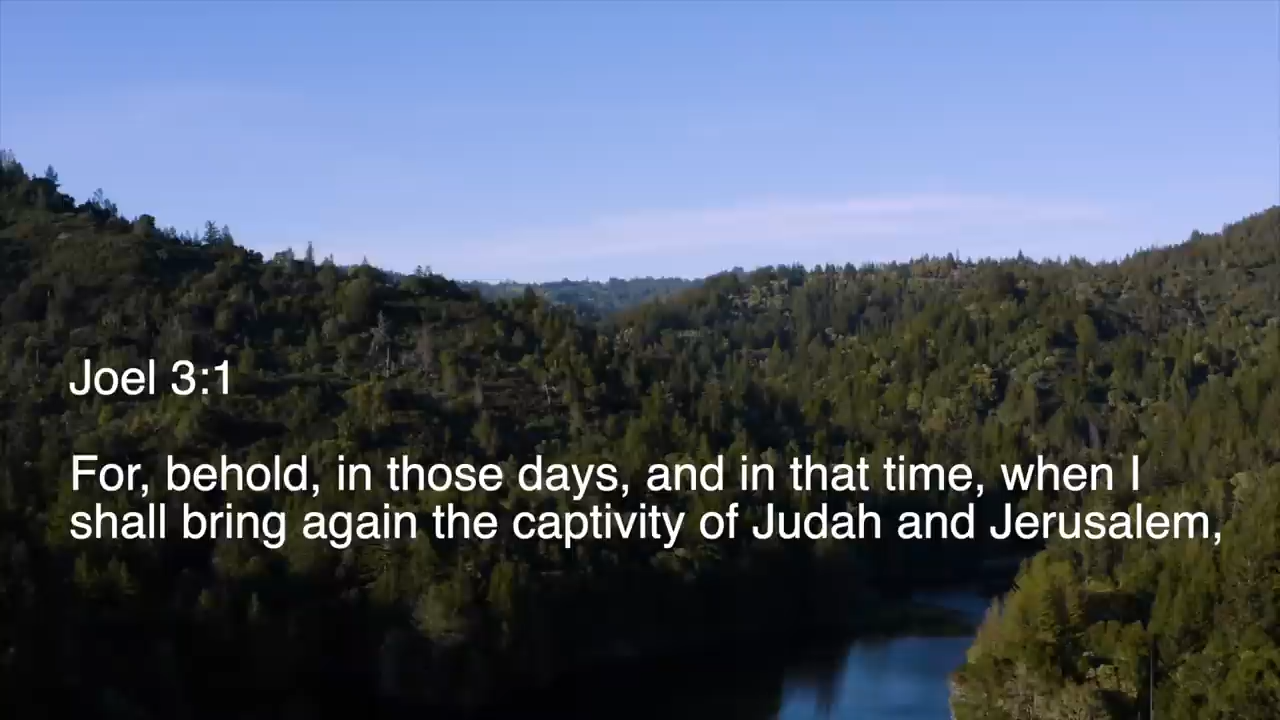 Joel 3:1
For, behold, in those days, and in that time, when I
shall bring again the captivity of Judah and Jerusalem,